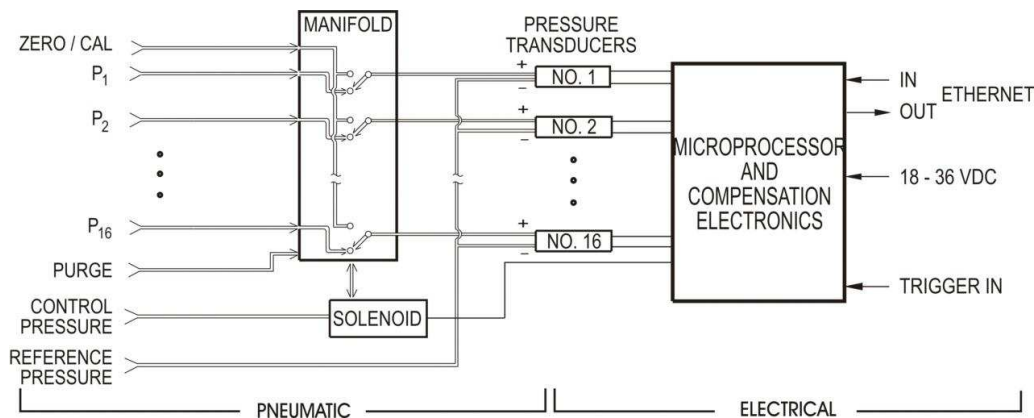 MANIFOLD
PRESSURE
TRANSDUCERS
ZERO / CAL
P1
P2
P16
PURGE
CONTROL
PRESSURE
REFERENCE
PRESSURE
SOLENOID
+
NO. 1
−
+
NO. 2
−
+
NO. 16
−
MICROPROCESSOR
AND
COMPENSATION
ELECTRONICS
IN
ETHERNET
OUT
18 - 36 VDC
TRIGGER IN
PNEUMATIC
ELECTRICAL